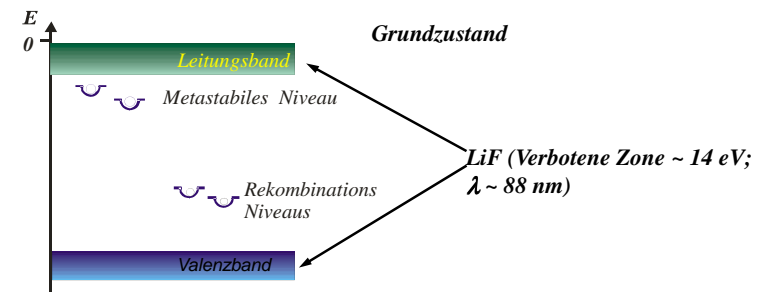 E
0
Grundzustand
Leitungsband
Metastabiles Niveau
LiF (Verbotene Zone ~ 14 eV;
λ ~ 88 nm)
Rekombinations
Niveaus
Valenzband